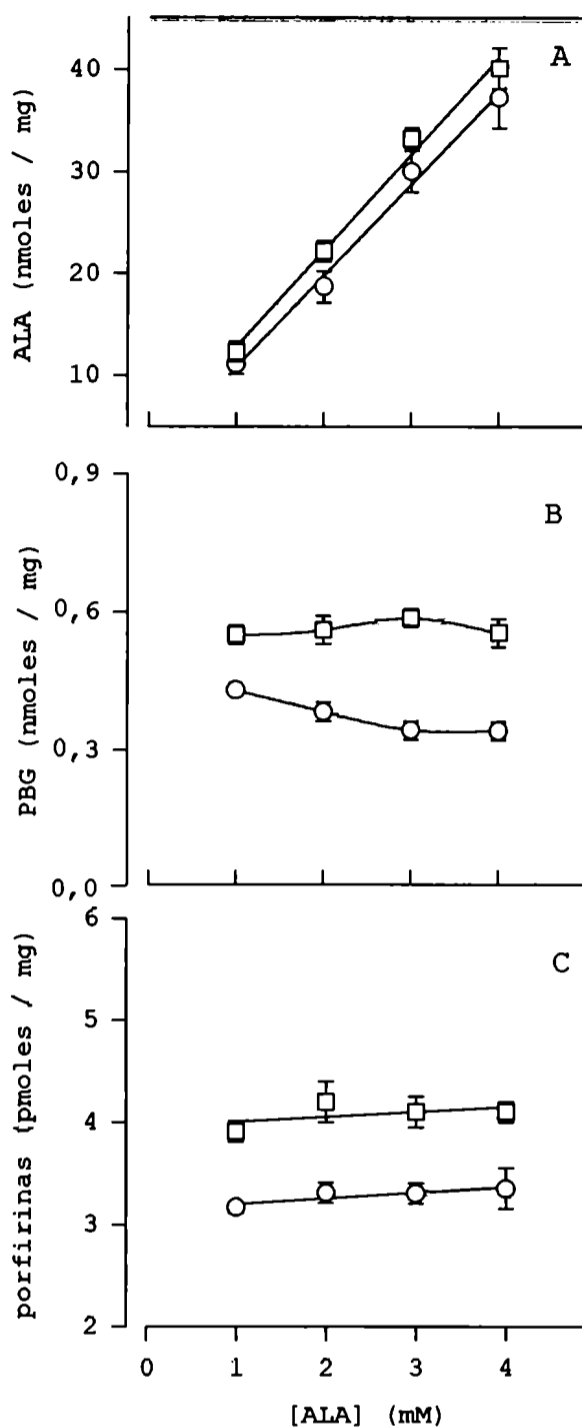 A
ALA (nmoles / mg)
40
30
20
10
B
PBG (nmoles / mg)
0,9
0,6
0,3
0,0
C
porfirinas (pmoles / mg)
6
5
4
3
2
0 1 2 3 4
[ALA] (mM)